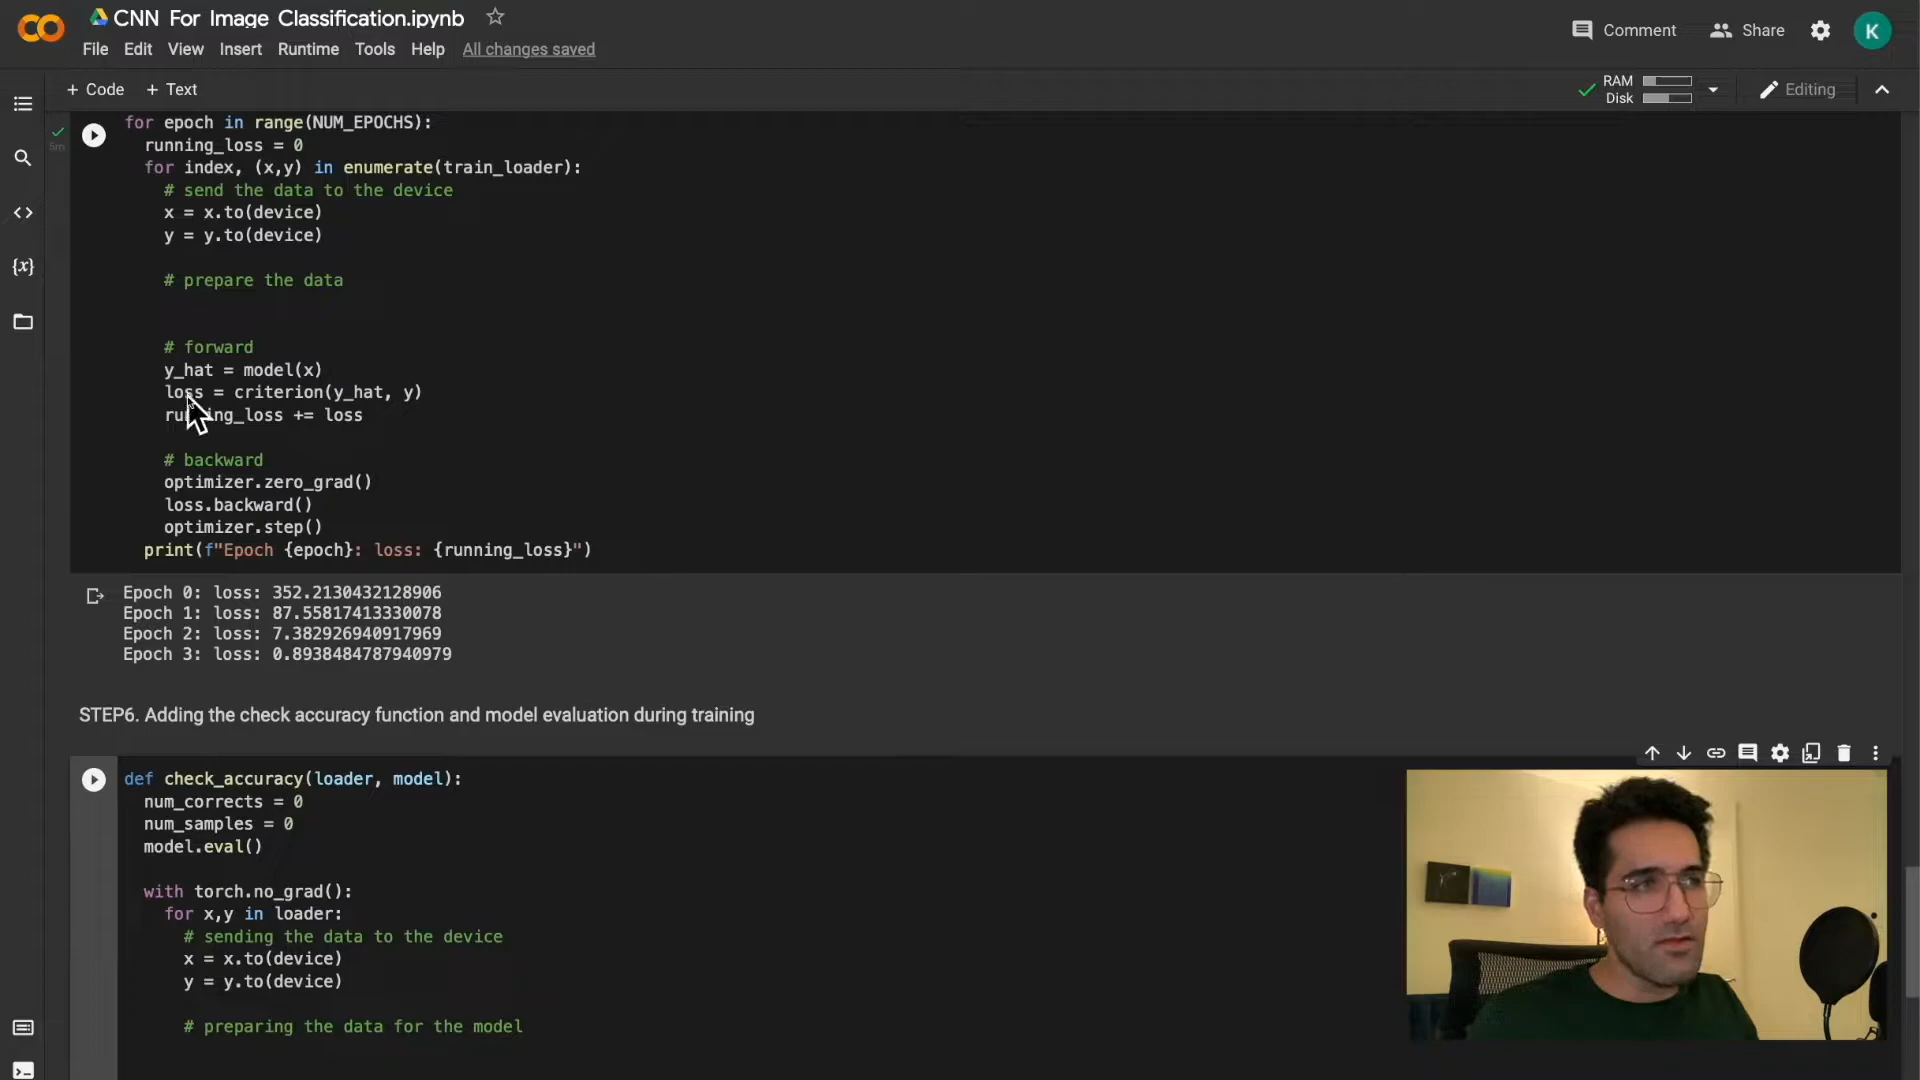 CNN For Image Classification.ipynb
File Edit View Insert Runtime Tools Help All changes saved
Comment
Share
K
+ Code + Text
RAM
Disk
Editing
5m
for epoch in range(NUM_EPOCHS):
running_loss = 0
for index, (x,y) in enumerate(train_loader):
# send the data to the device
x = x.to(device)
y = y.to(device)
# prepare the data
# forward
y_hat = model(x)
loss = criterion(y_hat, y)
running_loss += loss
# backward
optimizer.zero_grad()
loss.backward()
optimizer.step()
print(f"Epoch {epoch}: loss: {running_loss}")
Epoch 0: loss: 352.2130432128906
Epoch 1: loss: 87.55817413330078
Epoch 2: loss: 7.382926940917969
Epoch 3: loss: 0.8938484787940979
STEP6. Adding the check accuracy function and model evaluation during training
def check_accuracy(loader, model):
num_corrects = 0
num_samples = 0
model.eval()
with torch.no_grad():
for x,y in loader:
# sending the data to the device
x = x.to(device)
y = y.to(device)
# preparing the data for the model